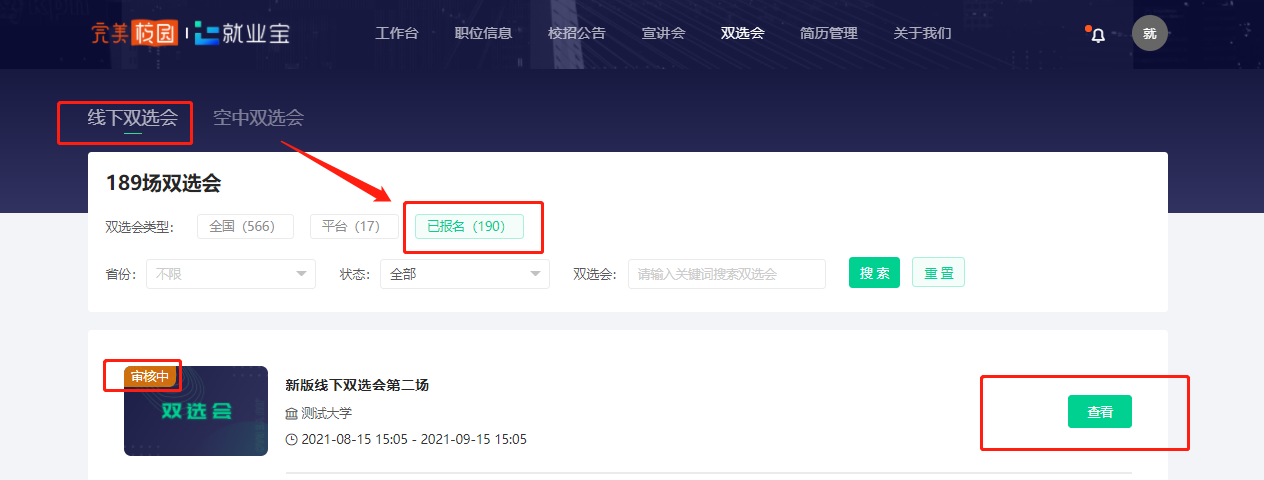 完美校园 | 就业宝
工作台 职位信息 校招公告 宣讲会 双选会 简历管理 关于我们 就
线下双选会 空中双选会
189场双选会
双选会类型： 全国（566） 平台（17） 已报名（190）
省份： 不限 状态： 全部 双选会： 请输入关键词搜索双选会 搜索 重置
审核中
双选会
新版线下双选会第二场
测试大学
查看
2021-08-15 15:05 - 2021-09-15 15:05